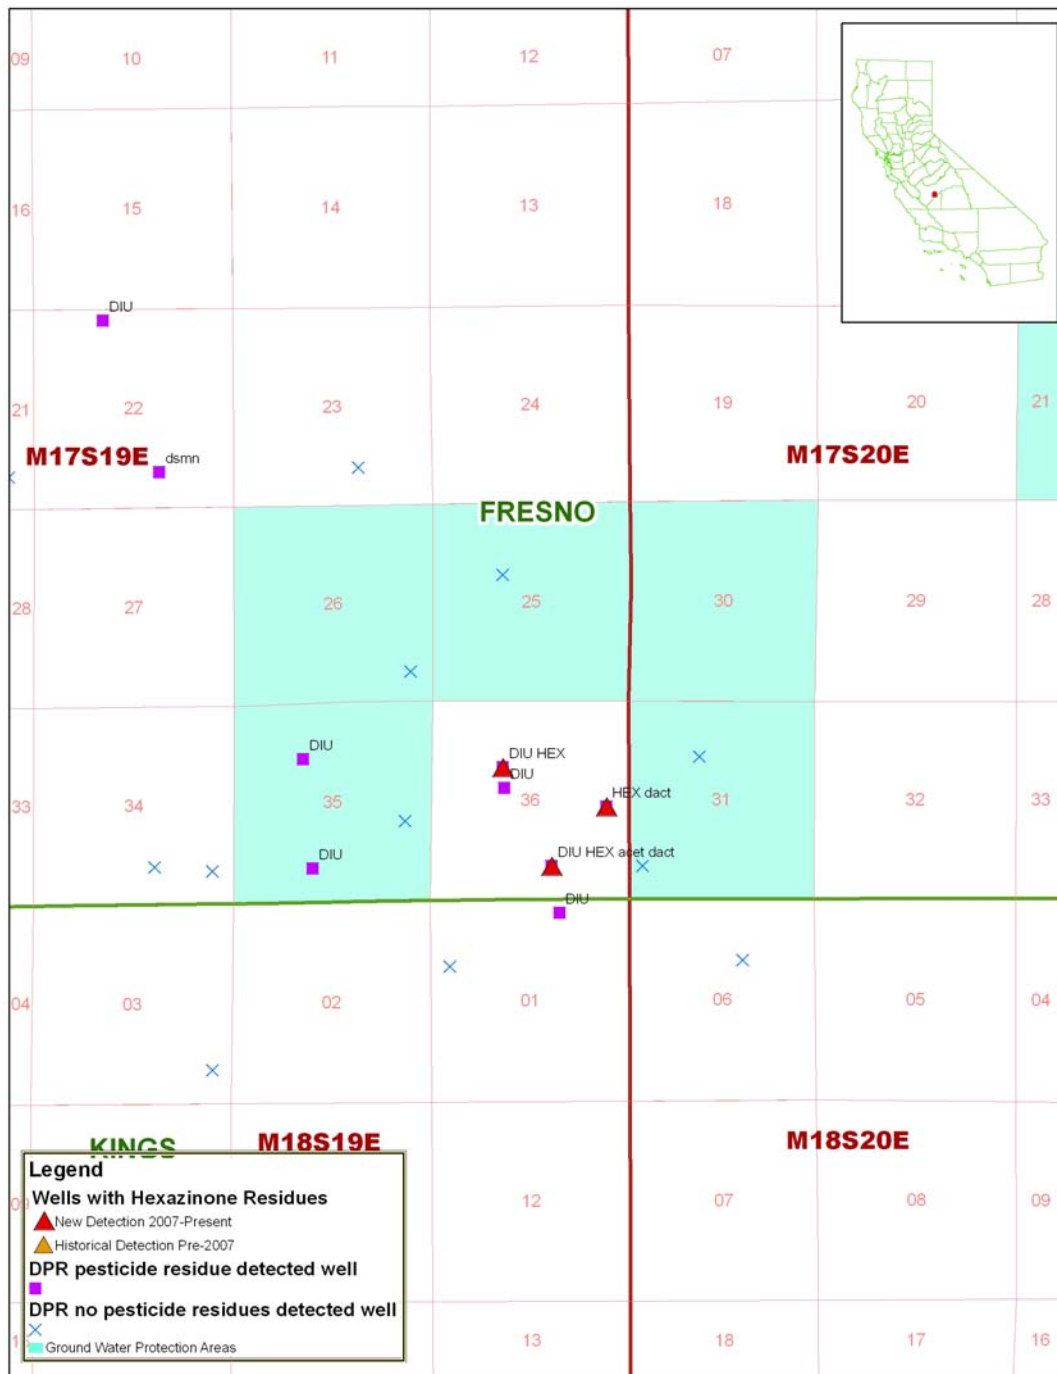 09 10 11 12 07
16 15 14 13 18
DIU
21 22 23 24 19 20 21
M17S19E dsmn M17S20E
FRESNO
28 27 26 25 30 29 28
DIU DIU HEX
DIU
HEX dact
33 34 35 36 31 32 33
DIU DIU HEX acet dact
DIU
04 03 02 01 06 05 04
KINGS M18S19E M18S20E
Legend
Wells with Hexazinone Residues
09 12 07 08 09
New Detection 2007-Present
Historical Detection Pre-2007
DPR pesticide residue detected well
DPR no pesticide residues detected well
13 18 17 16
Ground Water Protection Areas